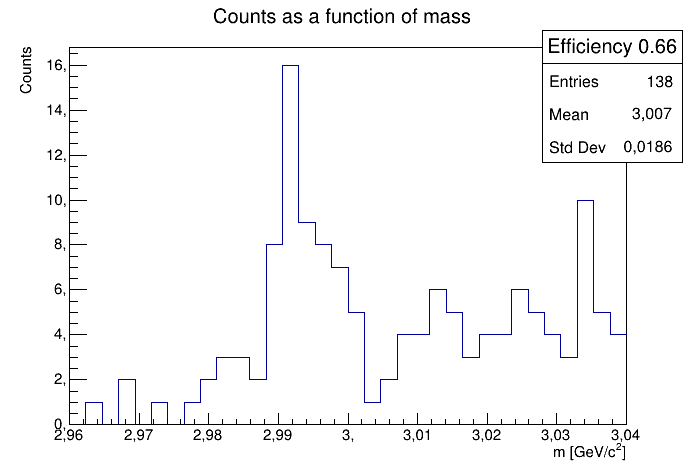 Counts as a function of mass
Efficiency 0.66
Entries 138
Mean 3,007
Std Dev 0,0186
Counts
16,
14,
12,
10,
8,
6,
4,
2,
0,
2,96 2,97 2,98 2,99 3, 3,01 3,02 3,03 3,04
m [GeV/c²]